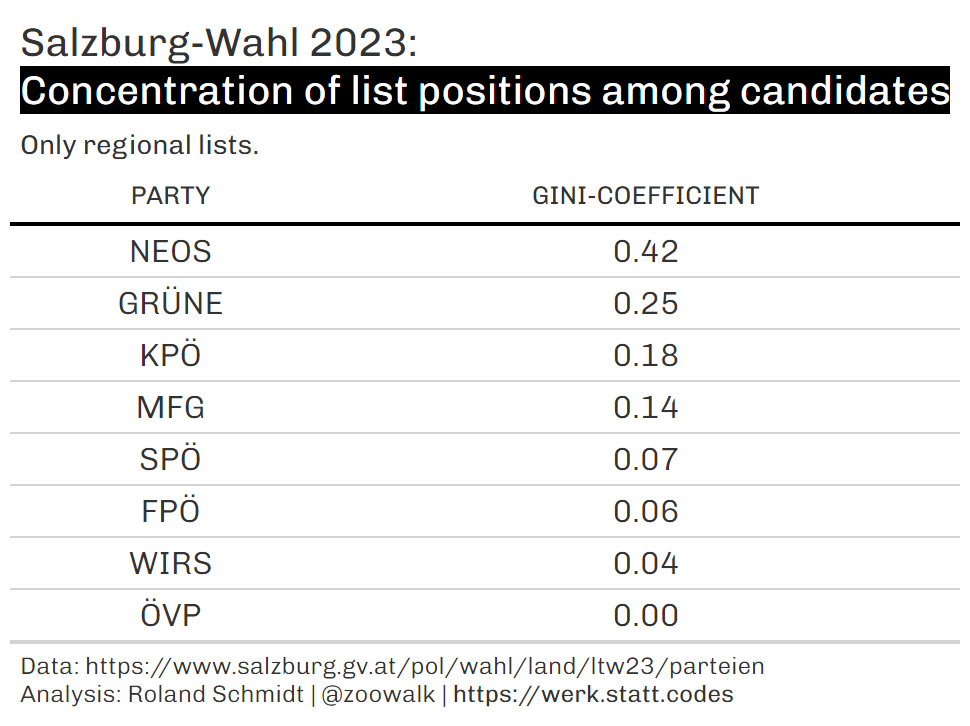 Salzburg-Wahl 2023:
Concentration of list positions among candidates
Only regional lists.
PARTY GINI-COEFFICIENT
NEOS 0.42
GRÜNE 0.25
KPÖ 0.18
MFG 0.14
SPÖ 0.07
FPÖ 0.06
WIRS 0.04
ÖVP 0.00
Data: https://www.salzburg.gv.at/pol/wahl/land/ltw23/parteien
Analysis: Roland Schmidt | @zoowalk | https://werk.statt.codes